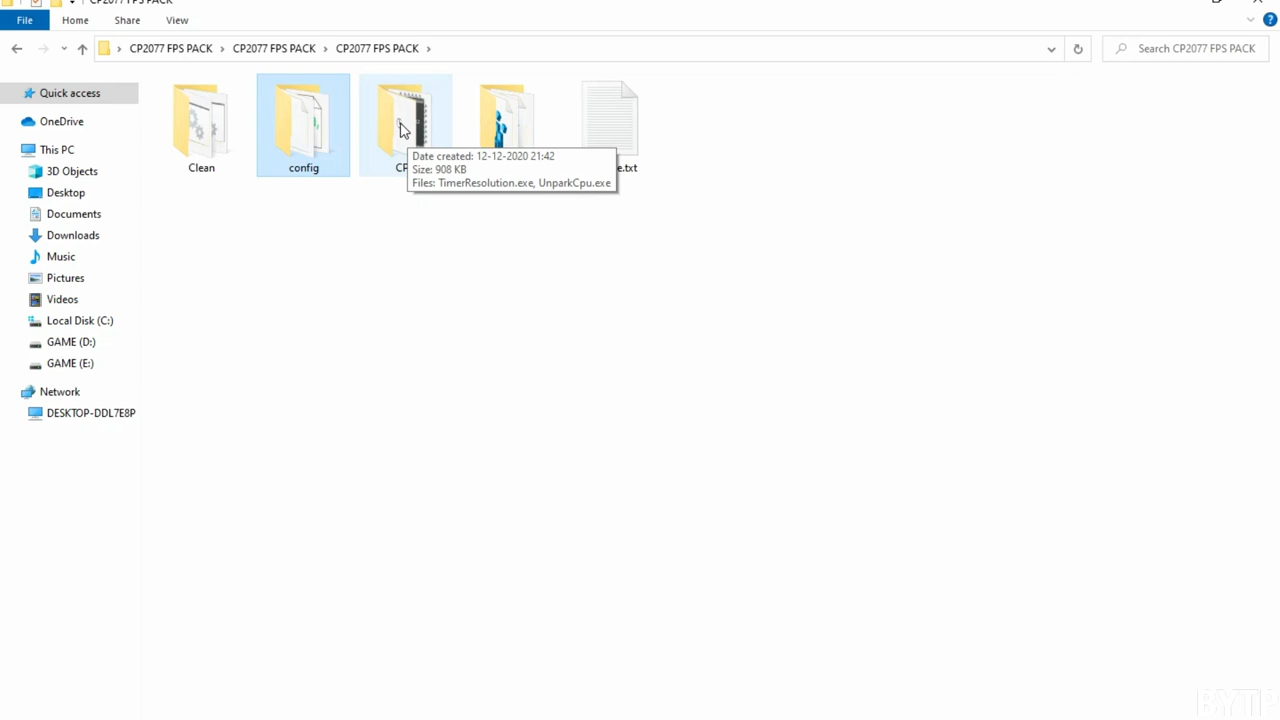 CP2077 FPS PACK
File Home Share View
CP2077 FPS PACK CP2077 FPS PACK CP2077 FPS PACK
Search CP2077 FPS PACK
Quick access
OneDrive
This PC
3D Objects
Desktop
Documents
Downloads
Music
Pictures
Videos
Local Disk (C:)
GAME (D:)
GAME (E:)
Network
DESKTOP-DDL7E8P
Clean
config
CP
e.txt
Date created: 12-12-2020 21:42
Size: 908 KB
Files: TimerResolution.exe, UnparkCpu.exe